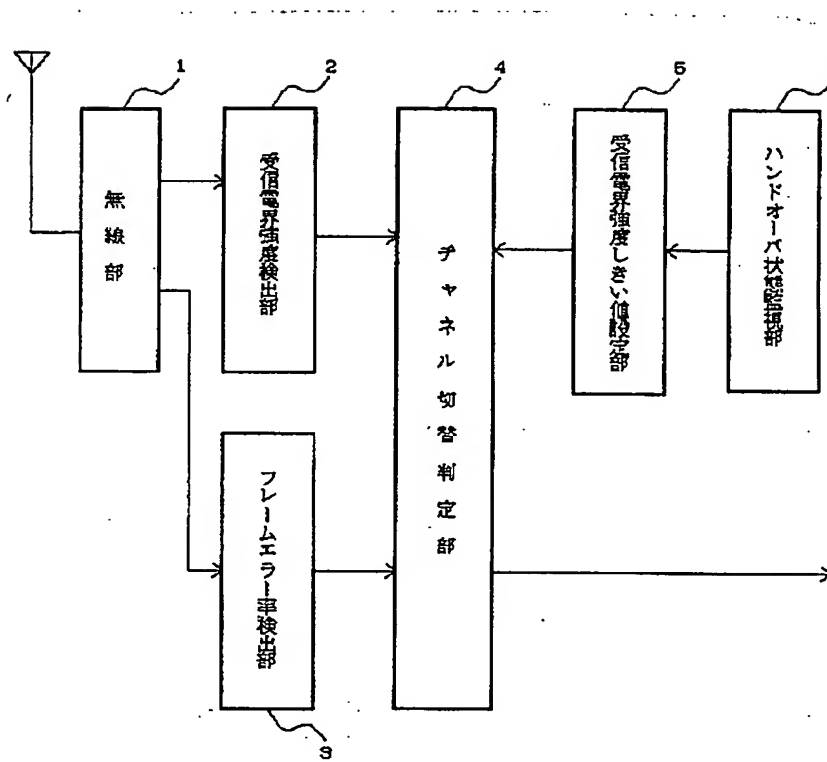 1
2
4
5
無線部
受信電界強度検出部
チャネル切替判定部
受信電界強度しきい値設定部
ハンドオーバ状態監視部
フレームエラー率検出部
3